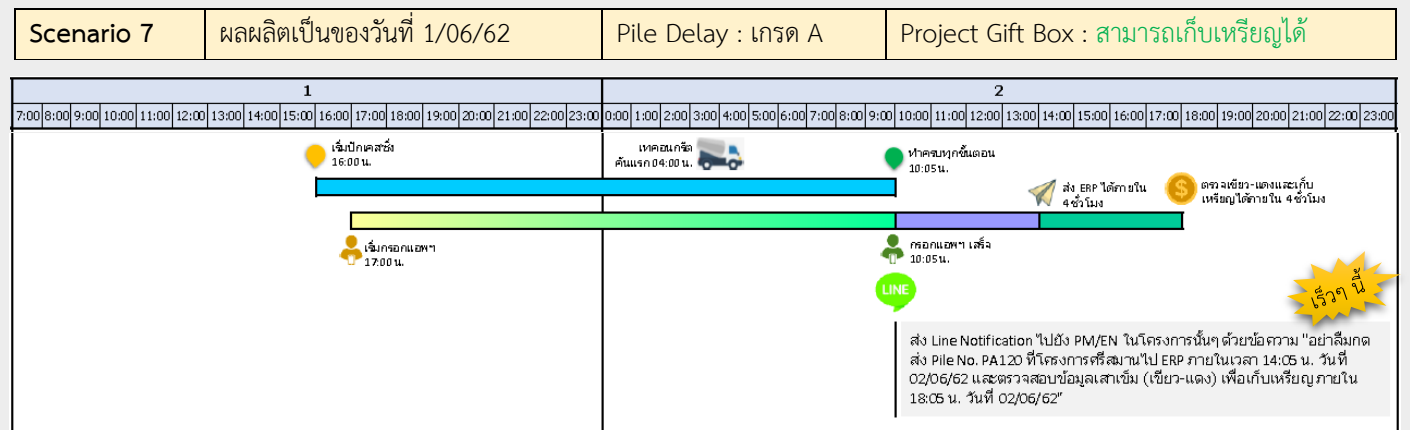 Scenario 7 ผลผลิตเป็นของวันที่ 1/06/62 Pile Delay : เกรด A Project Gift Box : สามารถเก็บเหรียญได้
1 2
7:00 8:00 9:00 10:00 11:00 12:00 13:00 14:00 15:00 16:00 17:00 18:00 19:00 20:00 21:00 22:00 23:00 0:00 1:00 2:00 3:00 4:00 5:00 6:00 7:00 8:00 9:00 10:00 11:00 12:00 13:00 14:00 15:00 16:00 17:00 18:00 19:00 20:00 21:00 22:00 23:00
เริ่มปักเคสซิ่ง
16:00 น.
เทคอนกรีต
คันแรก 04:00 น.
ทำครบทุกขั้นตอน
10:05 น.
ส่ง ERP ได้ภายใน
4 ชั่วโมง
ตรวจเขียว-แดงและเก็บ
เหรียญได้ภายใน 4 ชั่วโมง
เริ่มกรอกแอพฯ
17:00 น.
กรอกแอพฯ เสร็จ
10:05 น.
LINE
เร็วๆ นี้
ส่ง Line Notification ไปยัง PM/EN ในโครงการนั้นๆ ด้วยข้อความ "อย่าลืมกด
ส่ง Pile No. PA120 ที่โครงการศรีสมานไป ERP ภายในเวลา 14:05 น. วันที่
02/06/62 และตรวจสอบข้อมูลเสาเข็ม (เขียว-แดง) เพื่อเก็บเหรียญภายใน
18:05 น. วันที่ 02/06/62"